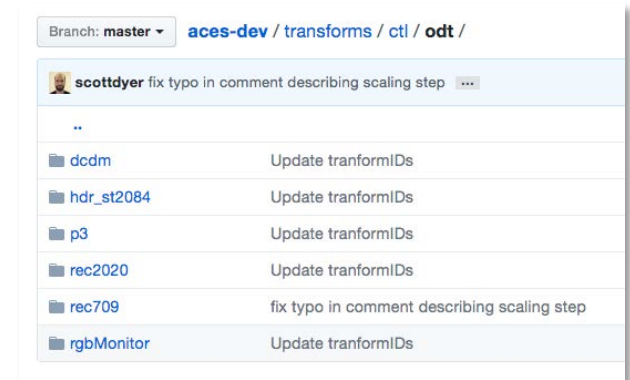 Branch: master aces-dev / transforms / ctl / odt /
scottdyer fix typo in comment describing scaling step ...
..
dcdm Update tranformIDs
hdr_st2084 Update tranformIDs
p3 Update tranformIDs
rec2020 Update tranformIDs
rec709 fix typo in comment describing scaling step
rgbMonitor Update tranformIDs